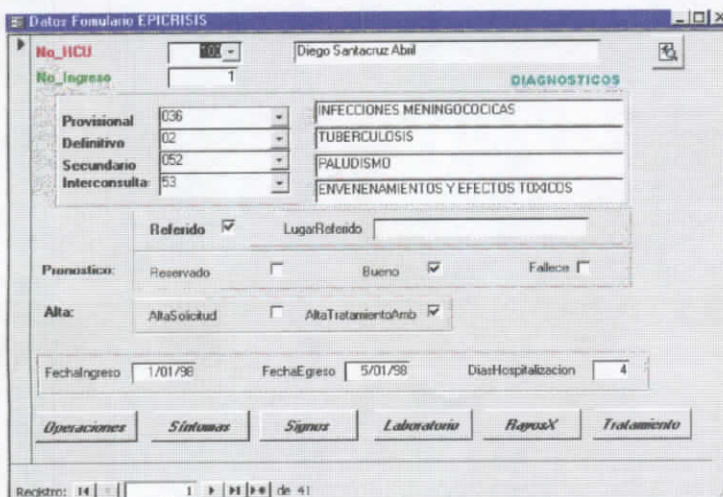 Datos Fomulario EPICRISIS
No_HCU 100 Diego Santacruz Abril
No_Ingreso 1
DIAGNOSTICOS
Provisional 036 INFECCIONES MENINGOCOCICAS
Definitivo 02 TUBERCULOSIS
Secundario 052 PALUDISMO
Interconsulta 53 ENVENENAMIENTOS Y EFECTOS TOXICOS
Referido LugarReferido
Pronostico: Reservado Bueno Fallece
Alta: AltaSolicitud AltaTratamientoAmb
FechaIngreso 1/01/98 FechaEgreso 5/01/98 DiasHospitalizacion 4
Operaciones Síntomas Signos Laboratorio RayosX Tratamiento
Registro: 1 de 41